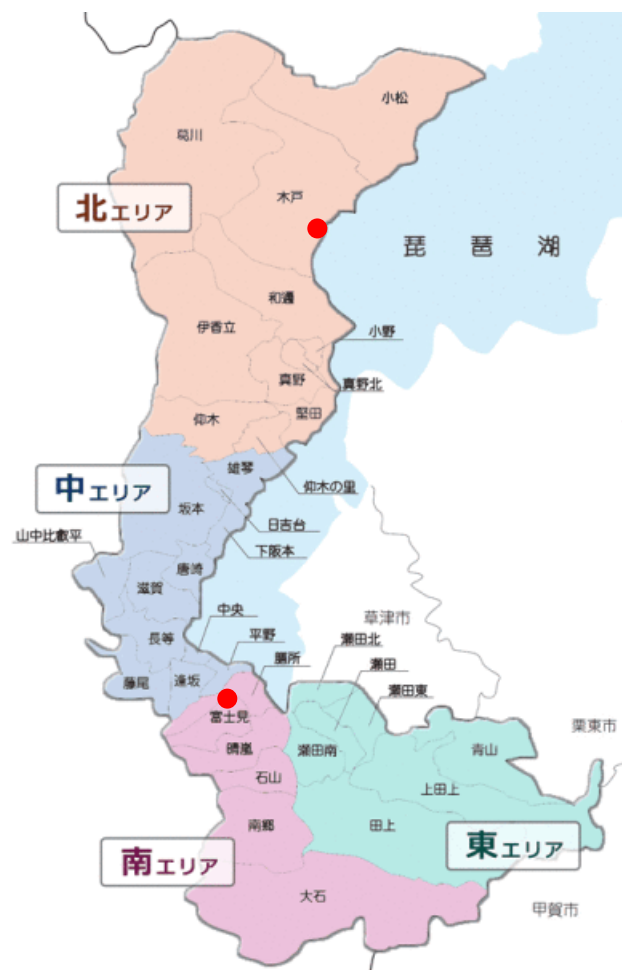 小松
葛川
木戸
北エリア
琵琶湖
和邇
伊香立
小野
真野
真野北
堅田
仰木
雄琴
仰木の里
中エリア
坂本
日吉台
山中比叡平
下阪本
唐崎
滋賀
中央
草津市
長等
平野
瀬田北
膳所
瀬田
藤尾
逢坂
瀬田東
富士見
栗東市
晴嵐
瀬田南
青山
石山
上田上
南郷
田上
東エリア
南エリア
大石
甲賀市